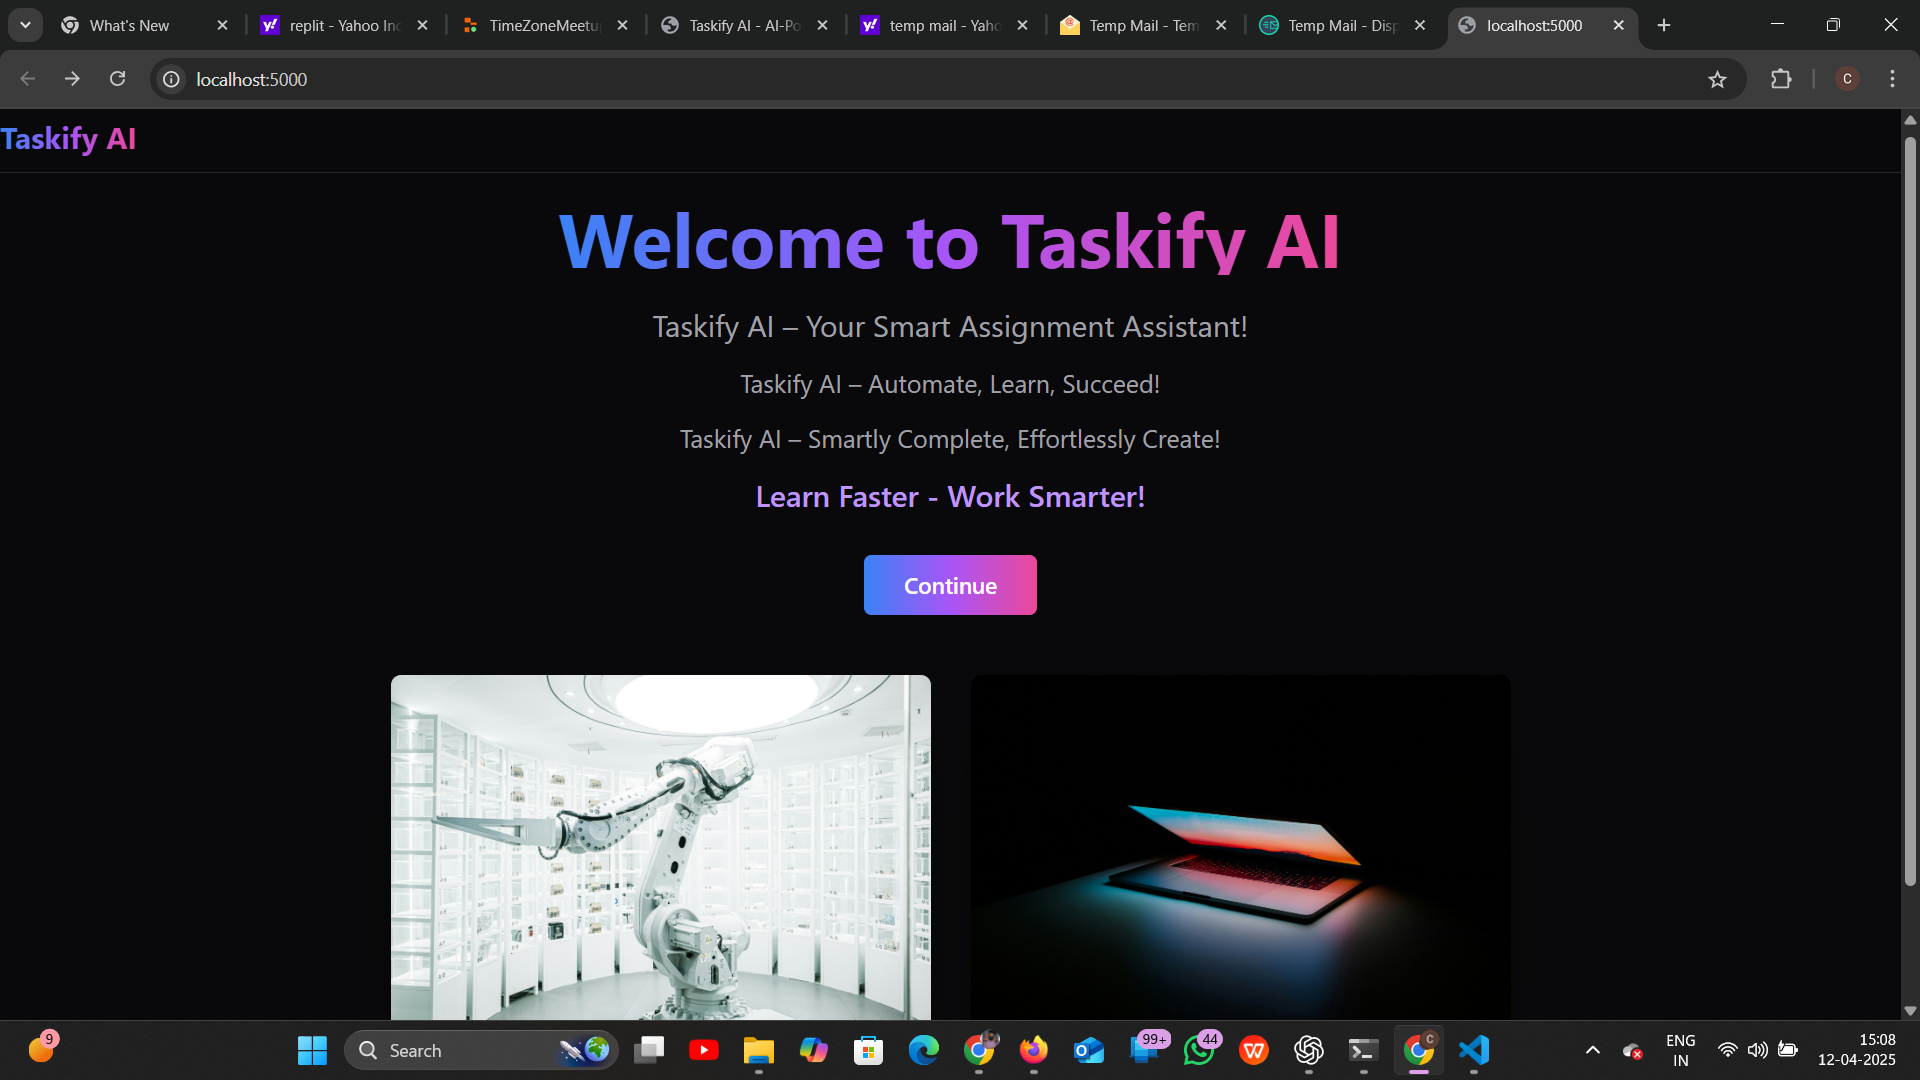 What's New
replit - Yahoo Inc
TimeZoneMeetu
Taskify AI - AI-Po
temp mail - Yaho
Temp Mail - Tem
Temp Mail - Disp
localhost:5000
localhost:5000
C
Taskify AI
Welcome to Taskify AI
Taskify AI – Your Smart Assignment Assistant!
Taskify AI – Automate, Learn, Succeed!
Taskify AI – Smartly Complete, Effortlessly Create!
Learn Faster - Work Smarter!
Continue
9
Search
99+
44
C
ENG
IN
15:08
12-04-2025